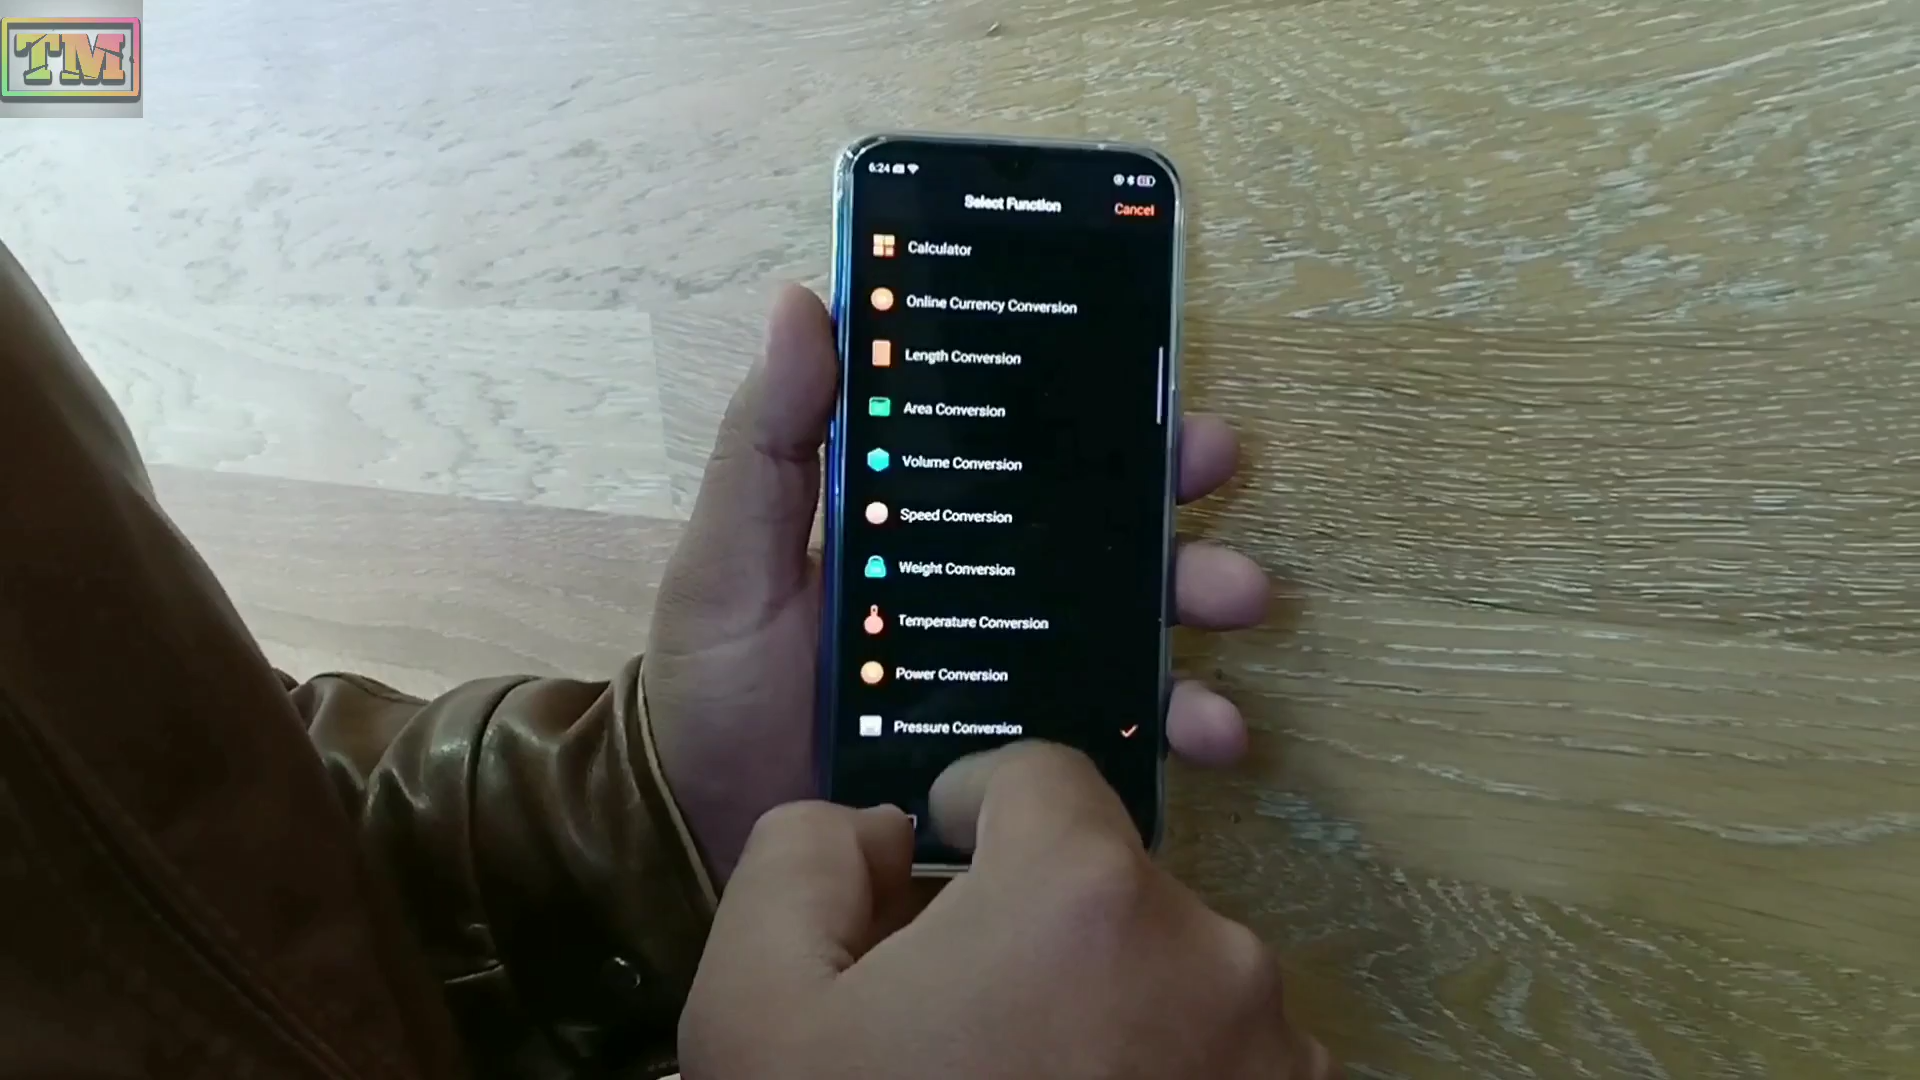 TM
6:24
Select Function
Cancel
Calculator
Online Currency Conversion
Length Conversion
Area Conversion
Volume Conversion
Speed Conversion
Weight Conversion
Temperature Conversion
Power Conversion
Pressure Conversion